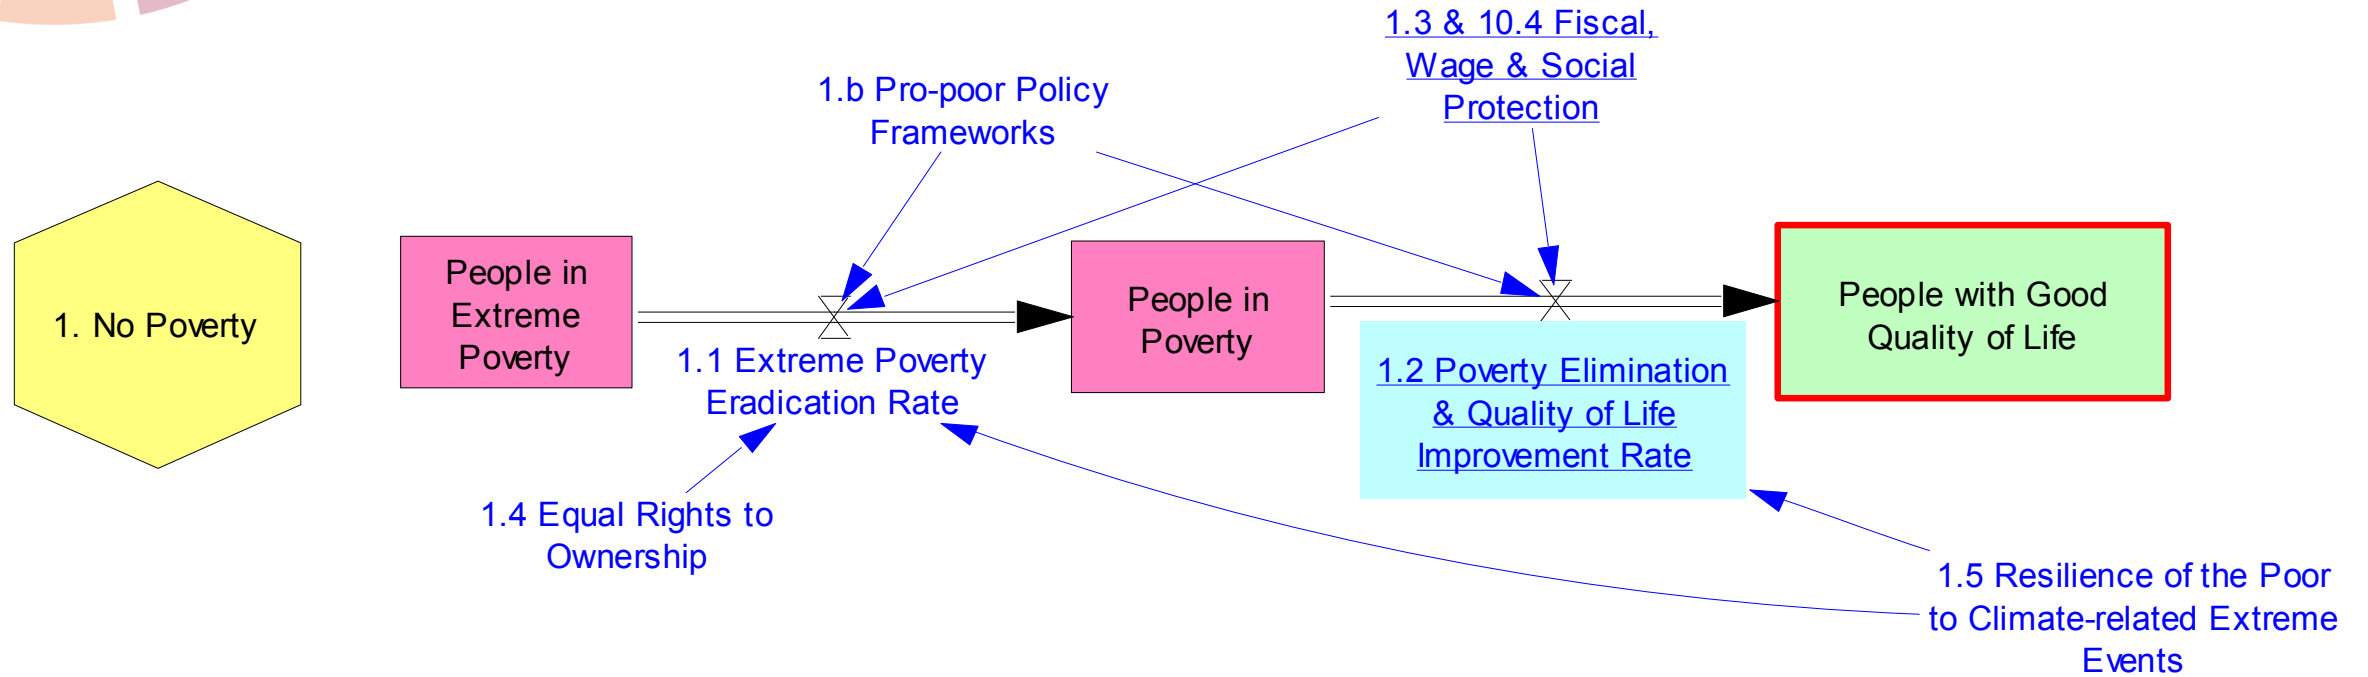 1.3 & 10.4 Fiscal,
Wage & Social
Protection
1.b Pro-poor Policy
Frameworks
1. No Poverty
People in
Extreme
Poverty
People in
Poverty
People with Good
Quality of Life
1.1 Extreme Poverty
Eradication Rate
1.2 Poverty Elimination
& Quality of Life
Improvement Rate
1.4 Equal Rights to
Ownership
1.5 Resilience of the Poor
to Climate-related Extreme
Events